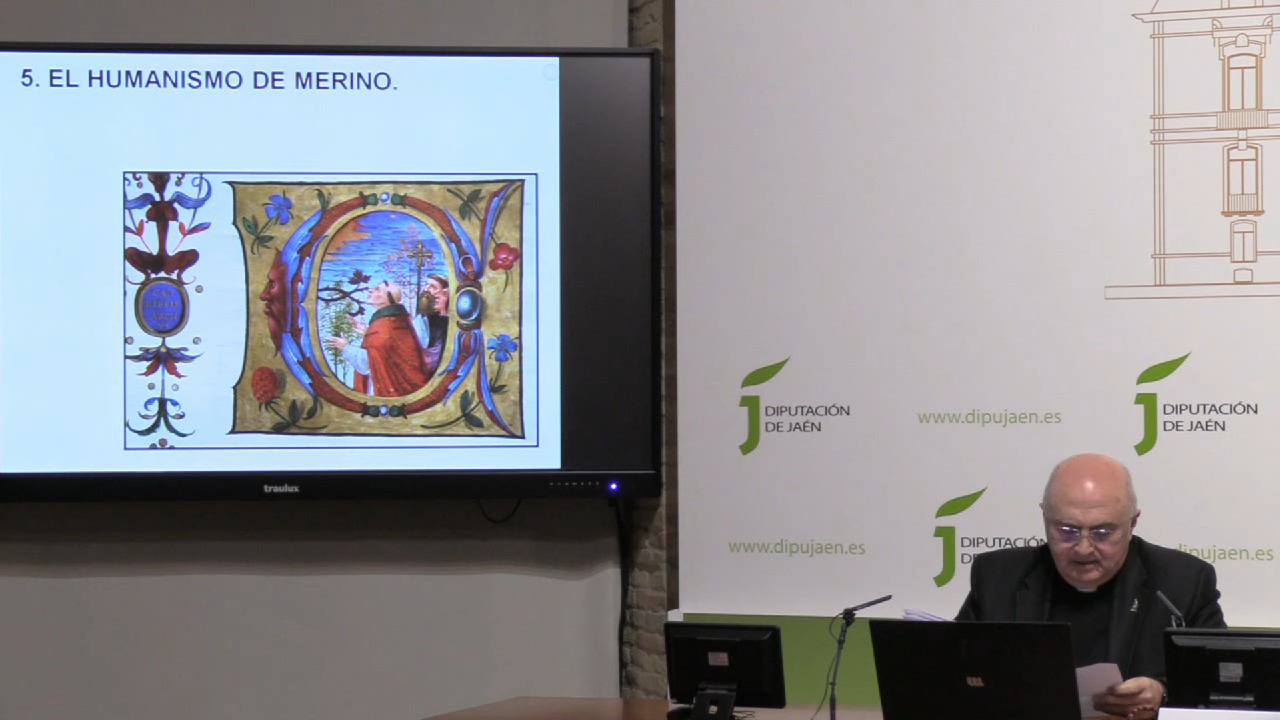 5. EL HUMANISMO DE MERINO.
traulux
DIPUTACIÓN
DE JAÉN
www.dipujaen.es
DIPUTACIÓN
DE JAÉN
www.dipujaen.es
DIPUTACIÓN
DE
dipujaen.es